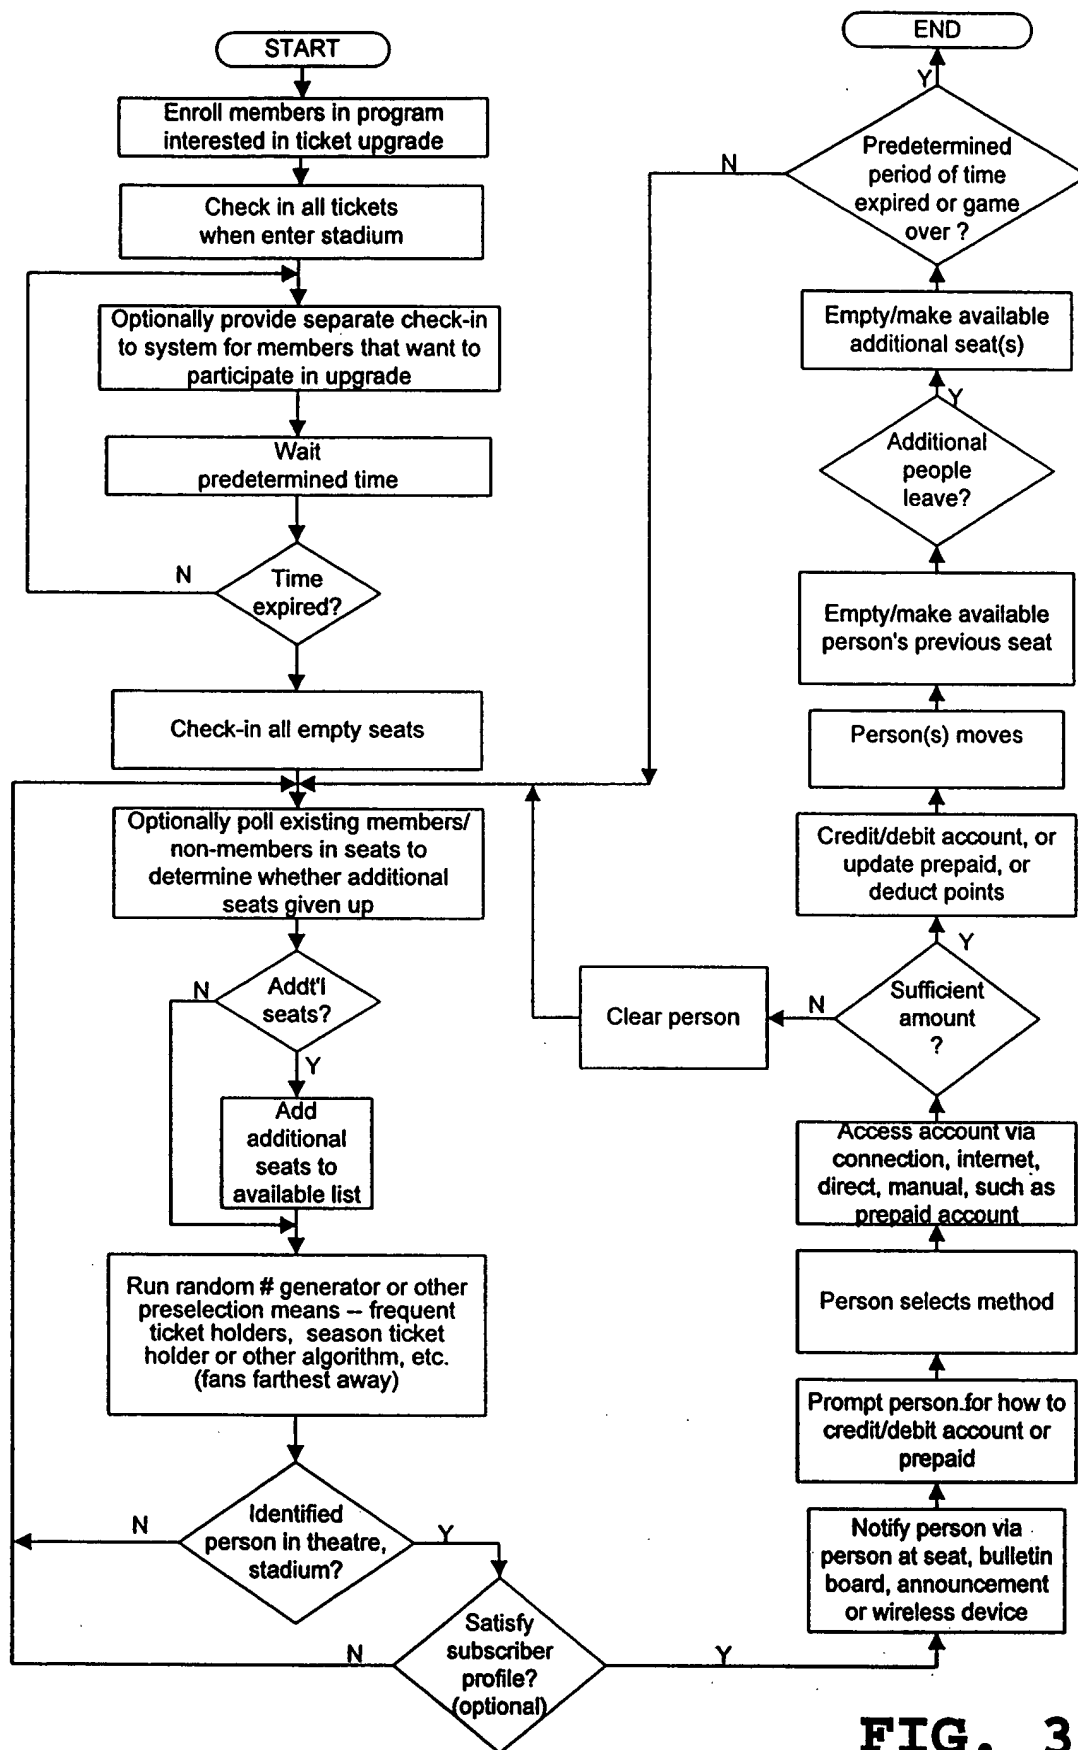 START
Enroll members in program
interested in ticket upgrade
Check in all tickets
when enter stadium
Optionally provide separate check-in
to system for members that want to
participate in upgrade
Wait
predetermined time
N
Time
expired?
Check-in all empty seats
Optionally poll existing members/
non-members in seats to
determine whether additional
seats given up
N
Addt'l
seats?
Y
Add
additional
seats to
available list
Run random # generator or other
preselection means -- frequent
ticket holders, season ticket
holder or other algorithm, etc.
(fans farthest away)
N
Identified
person in theatre,
stadium?
Y
N
Satisfy
subscriber
profile?
(optional)
Y
Notify person via
person at seat, bulletin
board, announcement
or wireless device
Prompt person for how to
credit/debit account or
prepaid
Person selects method
Access account via
connection, internet,
direct, manual, such as
prepaid account
Sufficient
amount
?
N
Clear person
Y
Credit/debit account, or
update prepaid, or
deduct points
Person(s) moves
Empty/make available
person's previous seat
Additional
people
leave?
Y
Empty/make available
additional seat(s)
Predetermined
period of time
expired or game
over ?
N
Y
END
FIG. 3